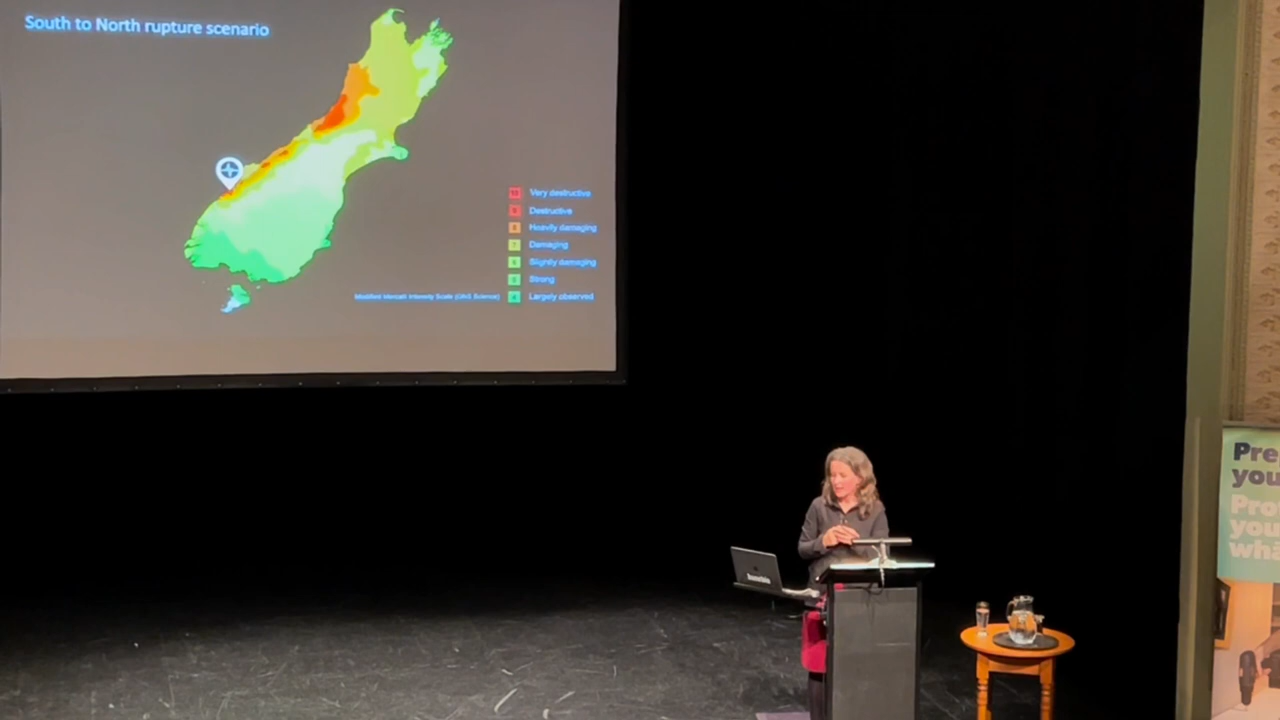 South to North rupture scenario
10 Very destructive
9 Destructive
8 Heavily damaging
7 Damaging
6 Slightly damaging
5 Strong
4 Largely observed
Modified Mercalli Intensity Scale (GNS Science)
Pre
you
Pro
you
wha